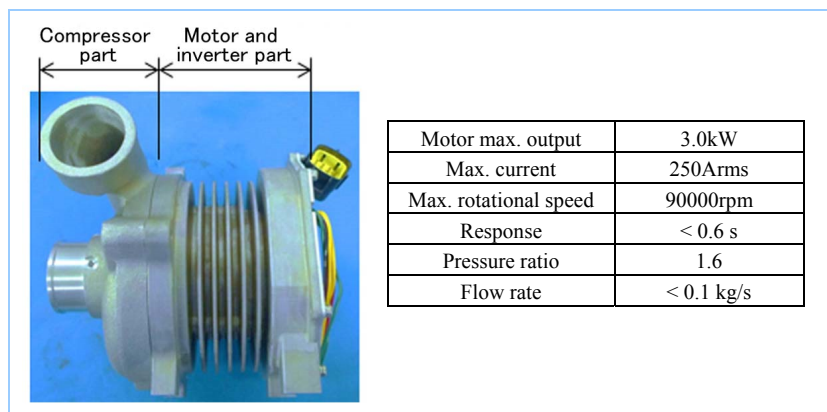 Compressor part
Motor and inverter part
Motor max. output 3.0kW
Max. current 250Arms
Max. rotational speed 90000rpm
Response < 0.6 s
Pressure ratio 1.6
Flow rate < 0.1 kg/s